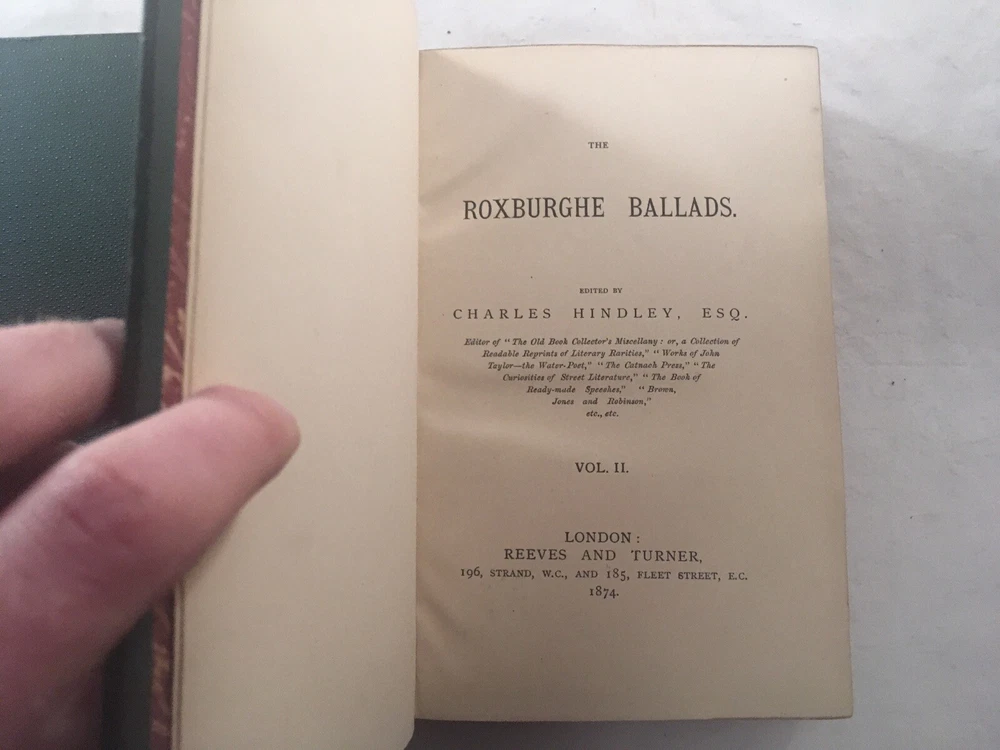 THE
ROXBURGHE BALLADS.
EDITED BY
CHARLES HINDLEY, ESQ.
Editor of "The Old Book Collector's Miscellany: or, a Collection of
Readable Reprints of Literary Rarities," "Works of John
Taylor—the Water-Poet," "The Catnach Press," "The
Curiosities of Street Literature," "The Book of
Ready-made Speeches," "Brown,
Jones and Robinson,"
etc., etc.
VOL. II.
LONDON:
REEVES AND TURNER,
196, STRAND, W.C., AND 185, FLEET STREET, E.C.
1874.